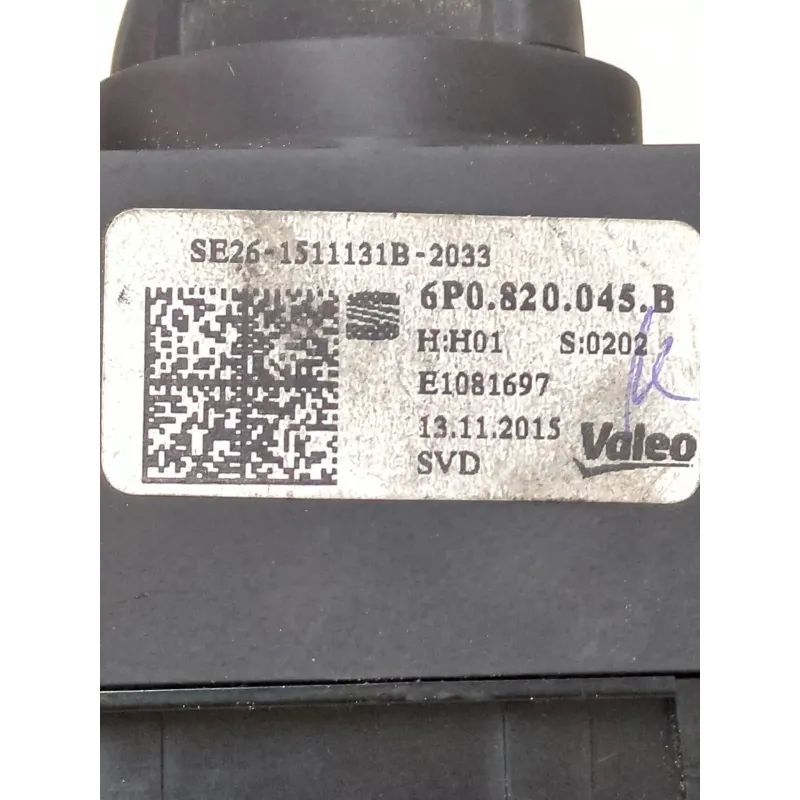 SE26-1511131B-2033
6P0.820.045.B
H:H01 S:0202
E1081697
13.11.2015
SVD
Valeo